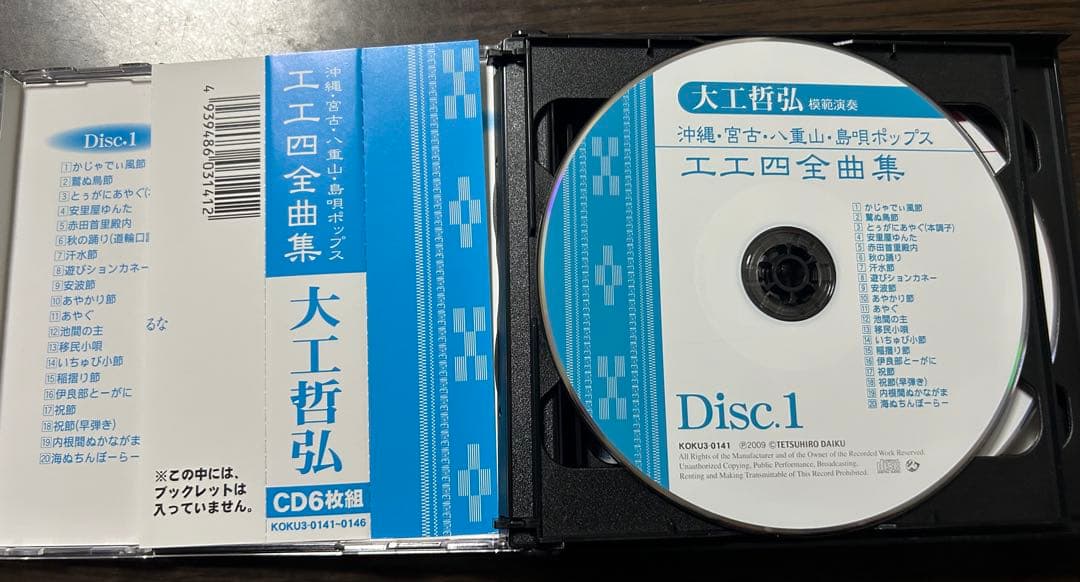 Disc.1
1 かじゃでぃ風節
2 鷲ぬ鳥節
3 とぅがにあやぐ(
4 安里屋ゆんた
5 赤田首里殿内
6 秋の踊り(道輪口説
7 汗水節
8 遊びションカネー
9 安波節
10 あやかり節
11 あやぐ
12 池間の主
13 移民小唄
14 いちゅび小節
15 稲摺り節
16 伊良部とーがに
17 祝節
18 祝節(早弾き)
19 内根間ぬかながま
20 海ぬちんぼーらー
るな
4 939486 031412
※この中には、
ブックレットは
入っていません。
沖縄・宮古・八重山・島唄ポップス
工工四全曲集
大工哲弘
CD6枚組
KOKU3-0141~0146
大工哲弘 模範演奏
沖縄・宮古・八重山・島唄ポップス
工工四全曲集
1 かじゃでぃ風節
2 鷲ぬ鳥節
3 とぅがにあやぐ(本調子)
4 安里屋ゆんた
5 赤田首里殿内
6 秋の踊り
7 汗水節
8 遊びションカネー
9 安波節
10 あやかり節
11 あやぐ
12 池間の主
13 移民小唄
14 いちゅび小節
15 稲摺り節
16 伊良部とーがに
17 祝節
18 祝節(早弾き)
19 内根間ぬかながま
20 海ぬちんぼーらー
Disc.1
KOKU3-0141 ℗2009 ©TETSUHIRO DAIKU
All Rights of the Manufacturer and of the Owner of the Recorded Work Reserved.
Unauthorized Copying, Public Performance, Broadcasting,
Renting and Making Transmittable of This Record Prohibited.